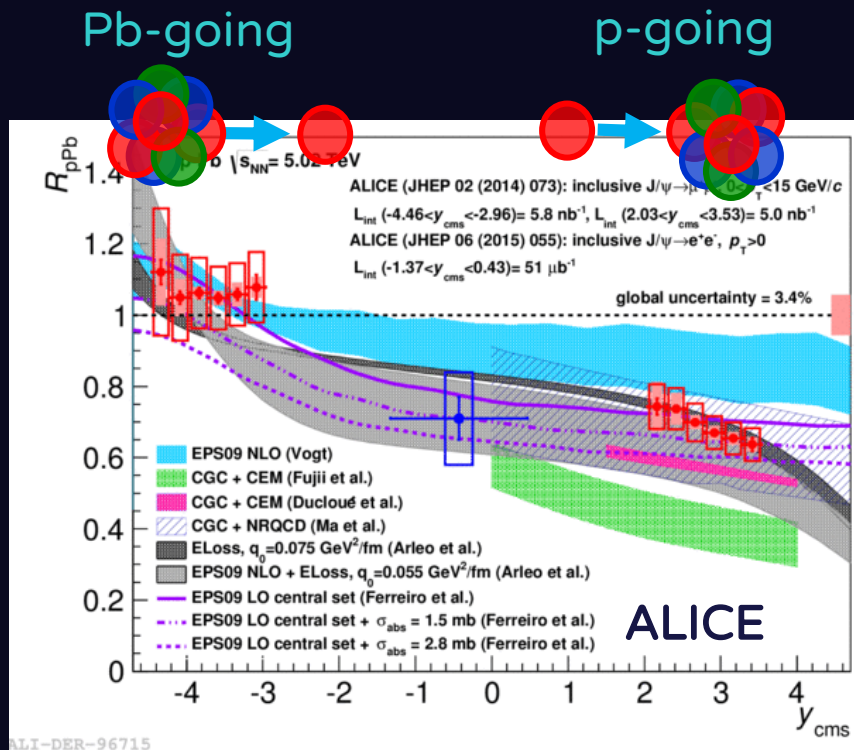 Pb-going
p-going
R_pPb
√s_NN= 5.02 TeV
ALICE (JHEP 02 (2014) 073): inclusive J/ψ→μ <15 GeV/c
L_int (-4.46<y_cms<-2.96)= 5.8 nb⁻¹, L_int (2.03<y_cms<3.53)= 5.0 nb⁻¹
ALICE (JHEP 06 (2015) 055): inclusive J/ψ→e⁺e⁻, p_T>0
L_int (-1.37<y_cms<0.43)= 51 μb⁻¹
global uncertainty = 3.4%
EPS09 NLO (Vogt)
CGC + CEM (Fujii et al.)
CGC + CEM (Ducloué et al.)
CGC + NRQCD (Ma et al.)
ELoss, q₀=0.075 GeV²/fm (Arleo et al.)
EPS09 NLO + ELoss, q₀=0.055 GeV²/fm (Arleo et al.)
EPS09 LO central set (Ferreiro et al.)
EPS09 LO central set + σ_abs = 1.5 mb (Ferreiro et al.)
EPS09 LO central set + σ_abs = 2.8 mb (Ferreiro et al.)
ALICE
1.4
1.2
1
0.8
0.6
0.4
0.2
0
-4 -3 -2 -1 0 1 2 3 4
y_cms
ALI-DER-96715